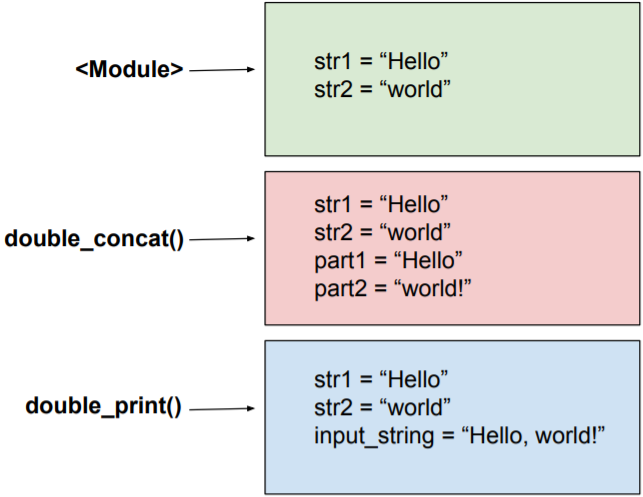 <Module>
str1 = “Hello”
str2 = “world”
double_concat()
str1 = “Hello”
str2 = “world”
part1 = “Hello”
part2 = “world!”
double_print()
str1 = “Hello”
str2 = “world”
input_string = “Hello, world!”